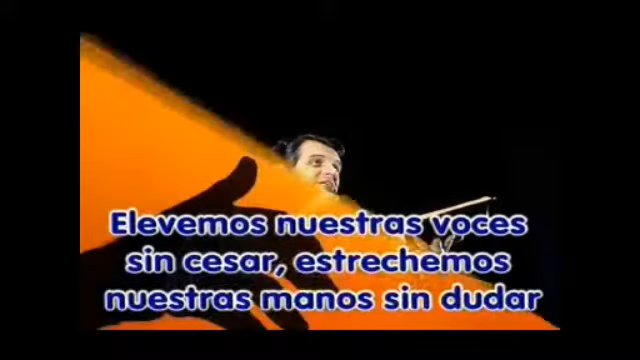 Elevemos nuestras voces
sin cesar, estrechemos
nuestras manos sin dudar